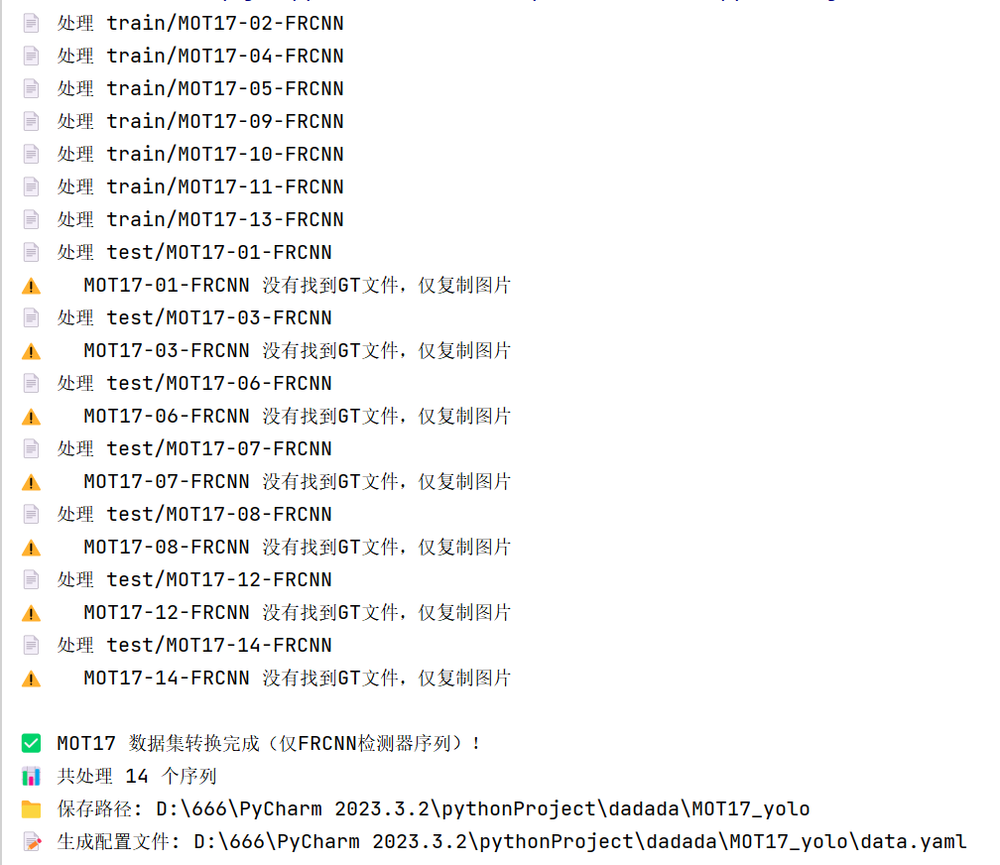 处理 train/MOT17-02-FRCNN
处理 train/MOT17-04-FRCNN
处理 train/MOT17-05-FRCNN
处理 train/MOT17-09-FRCNN
处理 train/MOT17-10-FRCNN
处理 train/MOT17-11-FRCNN
处理 train/MOT17-13-FRCNN
处理 test/MOT17-01-FRCNN
MOT17-01-FRCNN 没有找到GT文件，仅复制图片
处理 test/MOT17-03-FRCNN
MOT17-03-FRCNN 没有找到GT文件，仅复制图片
处理 test/MOT17-06-FRCNN
MOT17-06-FRCNN 没有找到GT文件，仅复制图片
处理 test/MOT17-07-FRCNN
MOT17-07-FRCNN 没有找到GT文件，仅复制图片
处理 test/MOT17-08-FRCNN
MOT17-08-FRCNN 没有找到GT文件，仅复制图片
处理 test/MOT17-12-FRCNN
MOT17-12-FRCNN 没有找到GT文件，仅复制图片
处理 test/MOT17-14-FRCNN
MOT17-14-FRCNN 没有找到GT文件，仅复制图片
MOT17 数据集转换完成（仅FRCNN检测器序列）！
共处理 14 个序列
保存路径: D:\666\PyCharm 2023.3.2\pythonProject\dadada\MOT17_yolo
生成配置文件: D:\666\PyCharm 2023.3.2\pythonProject\dadada\MOT17_yolo\data.yaml